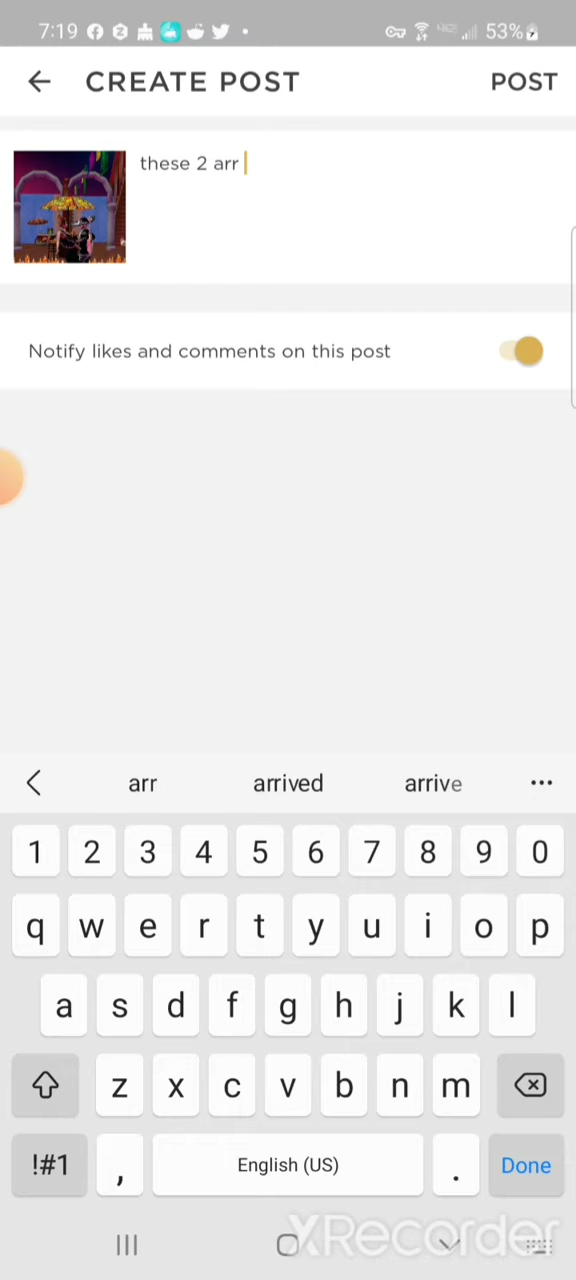 7:19 53%
CREATE POST POST
these 2 arr
Notify likes and comments on this post
arr arrived arrive ...
1 2 3 4 5 6 7 8 9 0
q w e r t y u i o p
a s d f g h j k l
z x c v b n m
!#1 , English (US) . Done
XRecorder